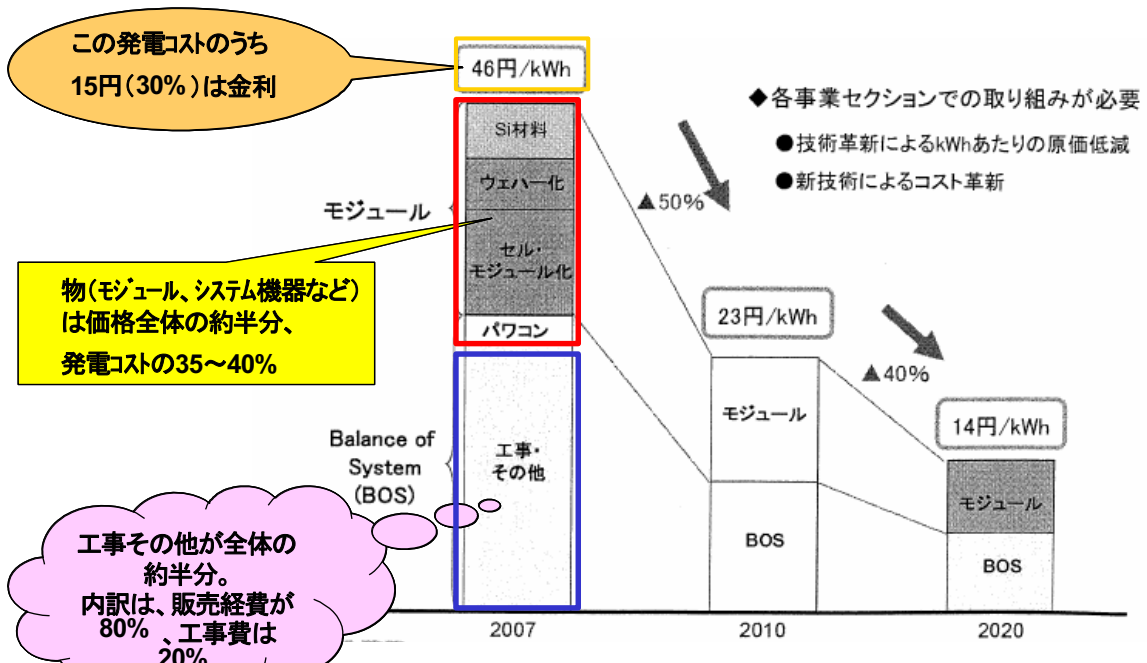 この発電コストのうち
15円(30%)は金利
46円/kWh
◆各事業セクションでの取り組みが必要
●技術革新によるkWhあたりの原価低減
●新技術によるコスト革新
Si材料
ウェハー化
セル・
モジュール化
パワコン
モジュール
▲50%
物(モジュール、システム機器など)
は価格全体の約半分、
発電コストの35～40%
23円/kWh
▲40%
14円/kWh
モジュール
BOS
モジュール
BOS
Balance of
System
(BOS)
工事・
その他
工事その他が全体の
約半分。
内訳は、販売経費が
80%、工事費は
20%
2007
2010
2020